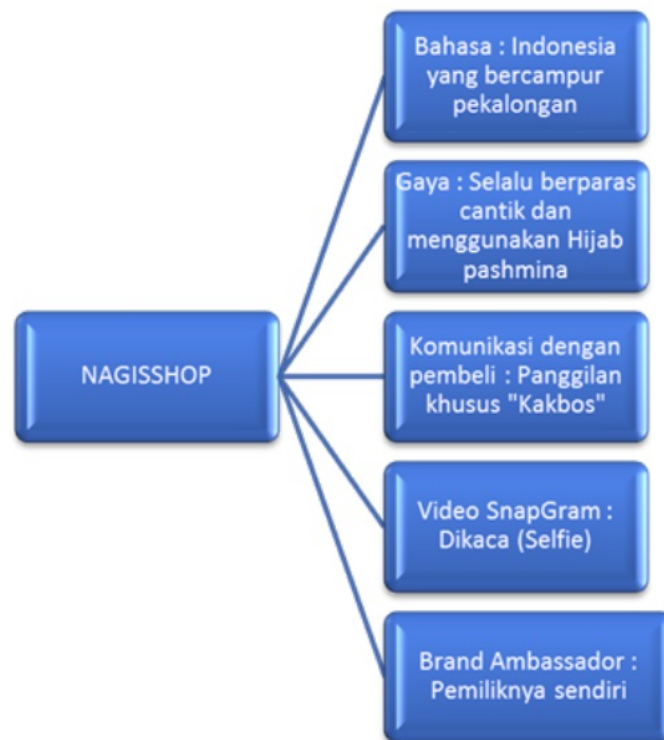 NAGISSHOP
Bahasa : Indonesia
yang bercampur
pekalongan
Gaya : Selalu berparas
cantik dan
menggunakan Hijab
pashmina
Komunikasi dengan
pembeli : Panggilan
khusus "Kakbos"
Video SnapGram :
Dikaca (Selfie)
Brand Ambassador :
Pemiliknya sendiri